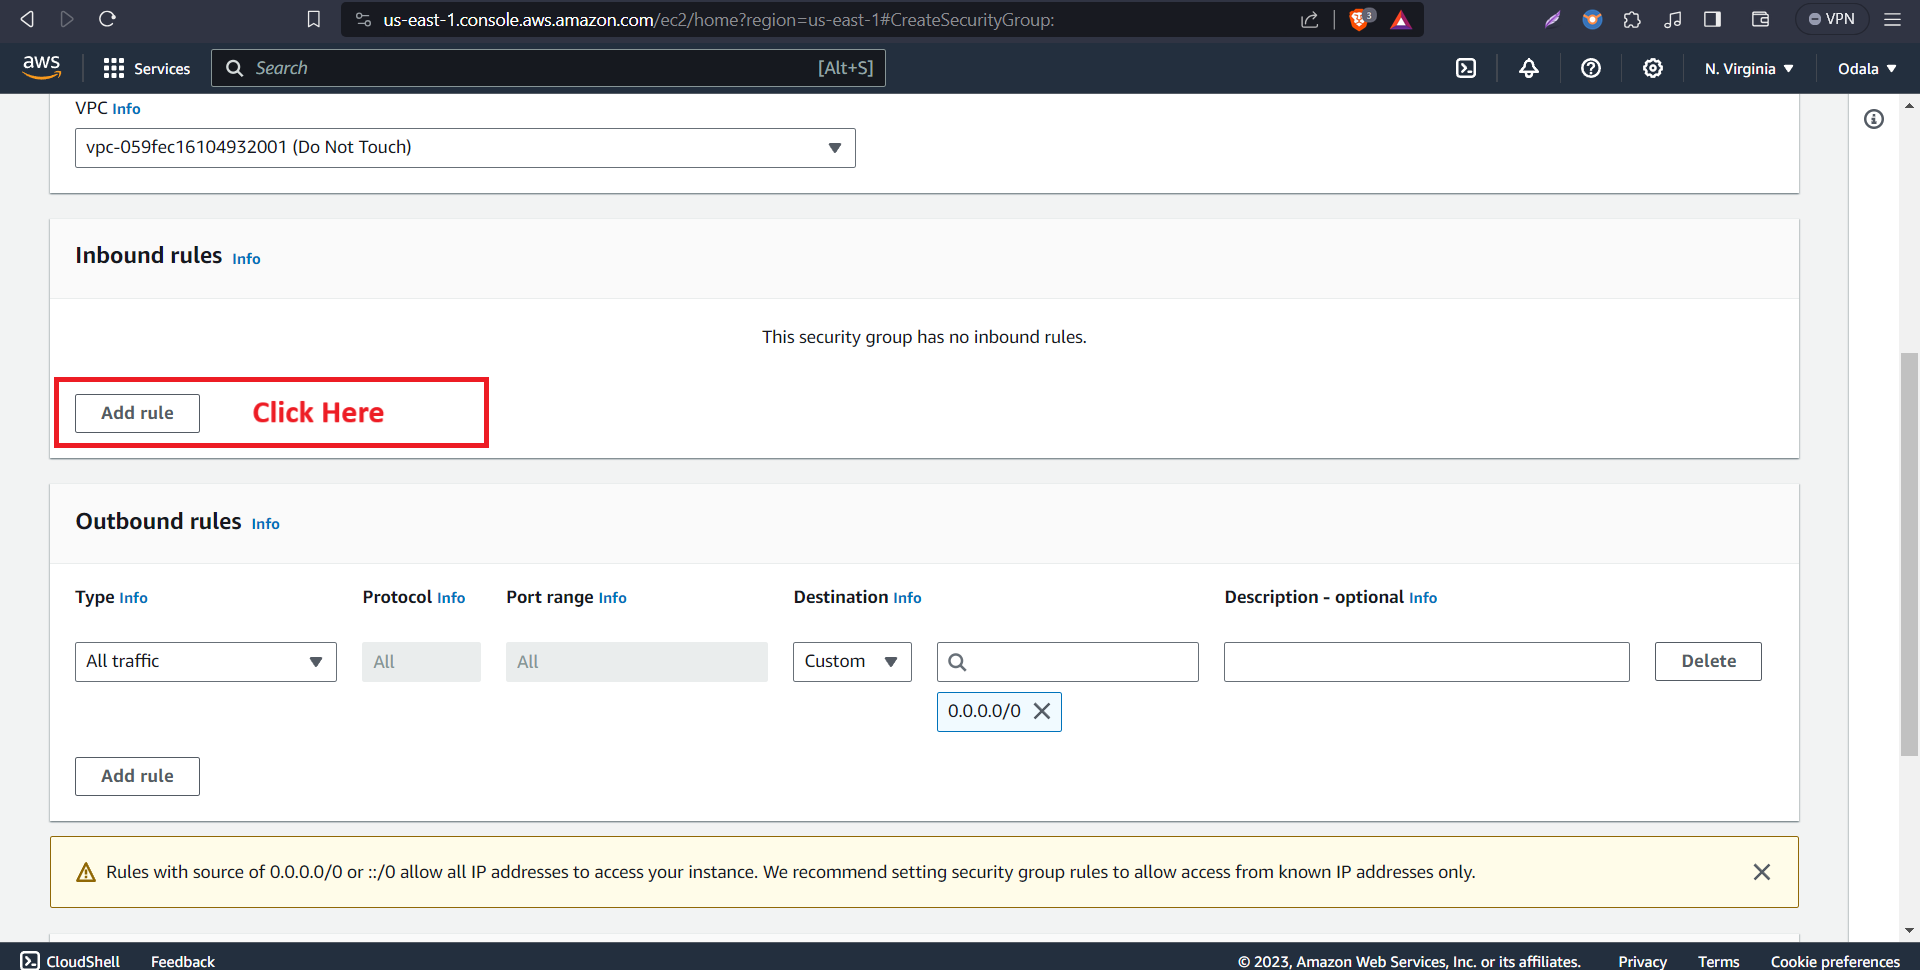 us-east-1.console.aws.amazon.com/ec2/home?region=us-east-1#CreateSecurityGroup:
3
VPN
aws
Services
Search
[Alt+S]
N. Virginia
Odala
VPC Info
vpc-059fec16104932001 (Do Not Touch)
Inbound rules Info
This security group has no inbound rules.
Add rule
Click Here
Outbound rules Info
Type Info
Protocol Info
Port range Info
Destination Info
Description - optional Info
All traffic
All
All
Custom
Delete
0.0.0.0/0
Add rule
Rules with source of 0.0.0.0/0 or ::/0 allow all IP addresses to access your instance. We recommend setting security group rules to allow access from known IP addresses only.
CloudShell
Feedback
© 2023, Amazon Web Services, Inc. or its affiliates.
Privacy
Terms
Cookie preferences